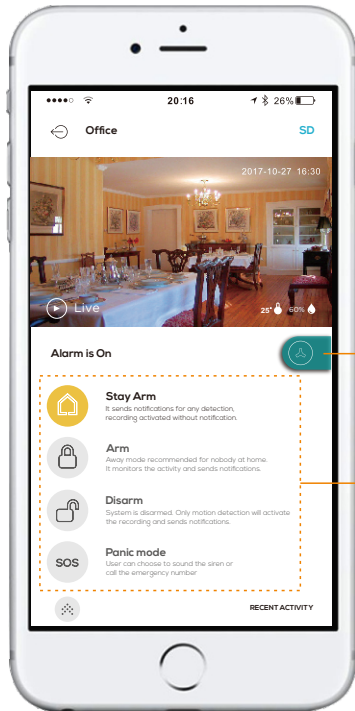 20:16
26%
Office
SD
2017-10-27 16:30
Live
25°
60%
Alarm is On
Stay Arm
It sends notifications for any detection,
recording activated without notification.
Arm
Away mode recommended for nobody at home.
It monitors the activity and sends notifications.
Disarm
System is disarmed. Only motion detection will activate
the recording and sends notifications.
SOS
Panic mode
User can choose to sound the siren or
call the emergency number
RECENT ACTIVITY